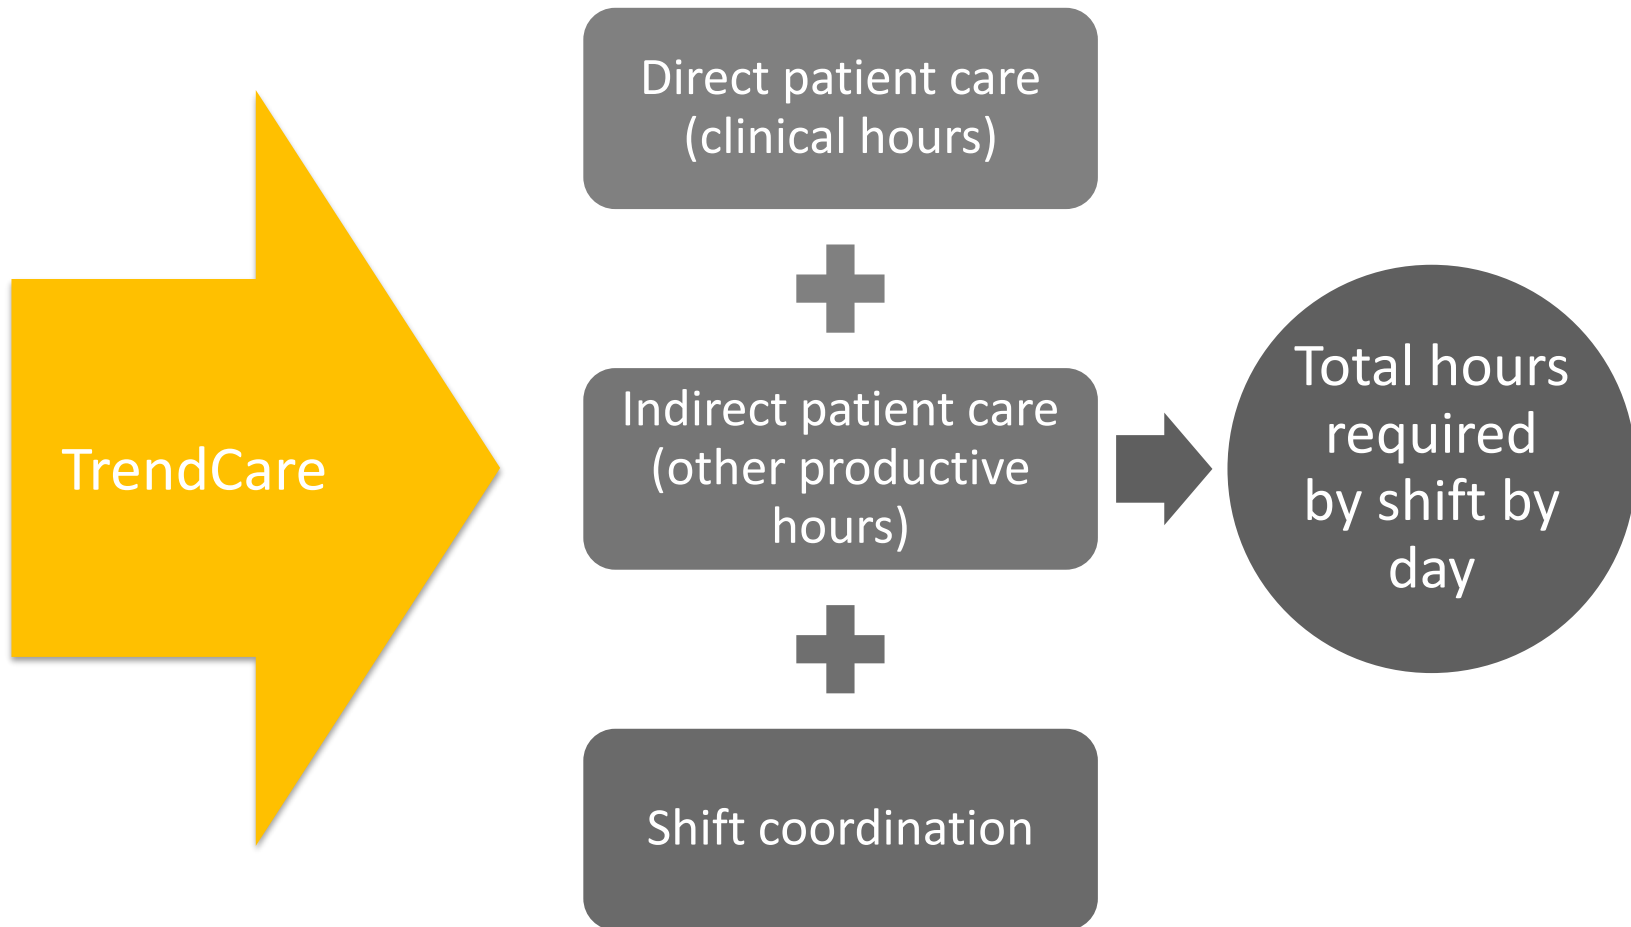 TrendCare
Direct patient care
(clinical hours)
Indirect patient care
(other productive
hours)
Shift coordination
Total hours
required
by shift by
day